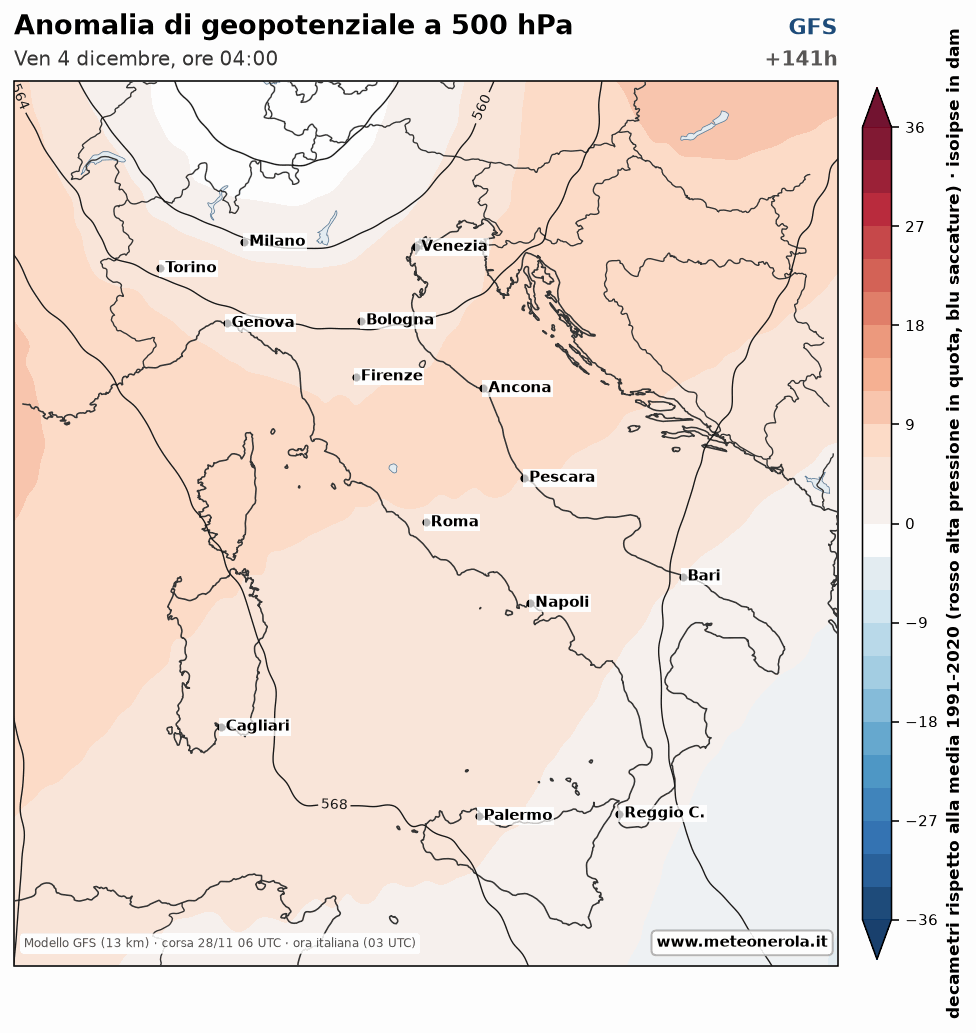 Anomalia di geopotenziale a 500 hPa
GFS
Ven 4 dicembre, ore 04:00
+141h
564
560
Milano
Venezia
Torino
Genova
Bologna
Firenze
Ancona
Pescara
Roma
Bari
Napoli
Cagliari
568
Palermo
Reggio C.
Modello GFS (13 km) · corsa 28/11 06 UTC · ora italiana (03 UTC)
www.meteonerola.it
36
27
18
9
0
−9
−18
−27
−36
decametri rispetto alla media 1991-2020 (rosso alta pressione in quota, blu saccature) · isoipse in dam